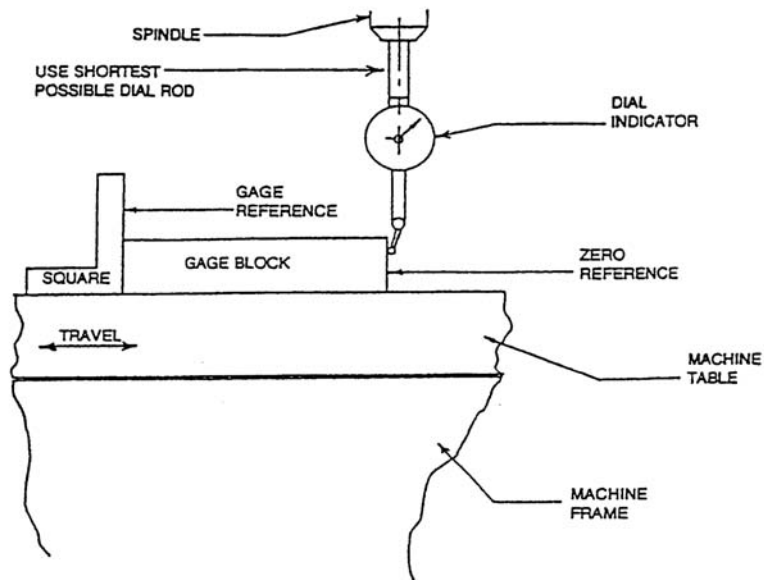 SPINDLE
USE SHORTEST
POSSIBLE DIAL ROD
DIAL
INDICATOR
GAGE
REFERENCE
GAGE BLOCK
ZERO
REFERENCE
SQUARE
TRAVEL
MACHINE
TABLE
MACHINE
FRAME